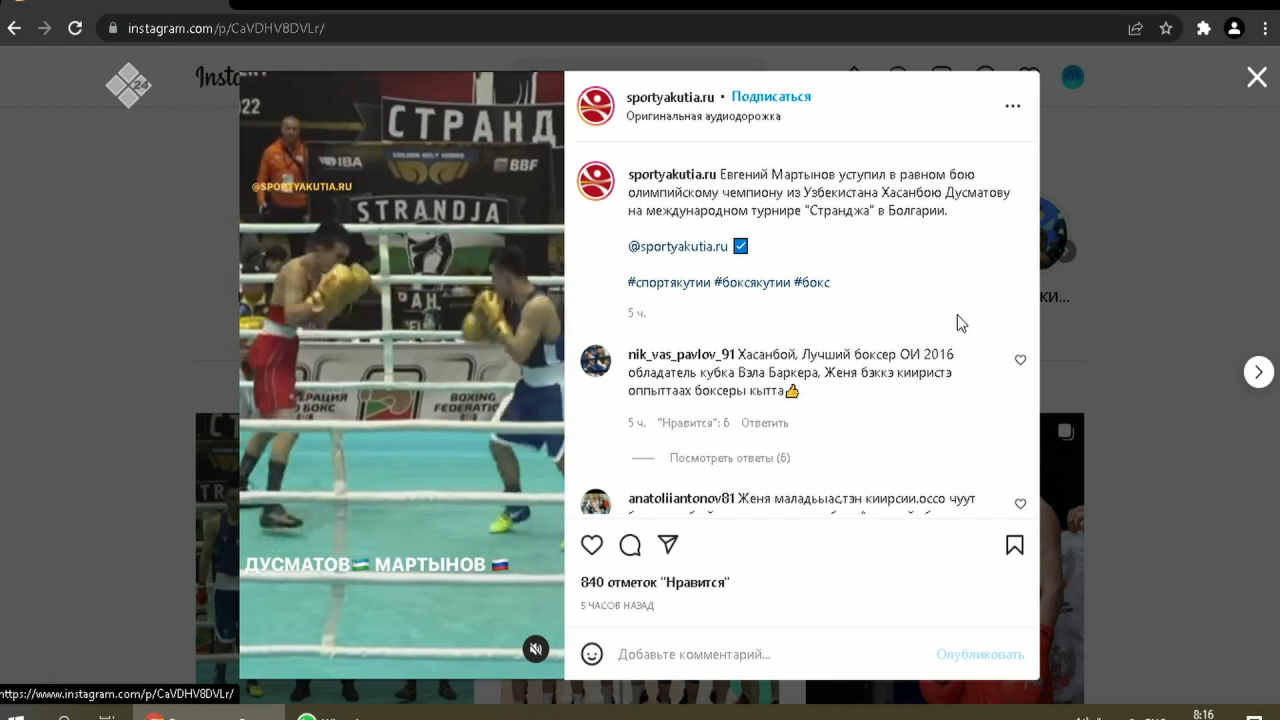 instagram.com/p/CaVDHV8DVLr/
24
22
СТРАНД
IBA
BBF
@SPORTYAKUTIA.RU
STRANDJA
BOXING
FEDERATIO
ДУСМАТОВ🇺🇿 МАРТЫНОВ 🇷🇺
sportyakutia.ru • Подписаться
Оригинальная аудиодорожка
sportyakutia.ru Евгений Мартынов уступил в равном бою
олимпийскому чемпиону из Узбекистана Хасанбою Дусматову
на международном турнире "Странджа" в Болгарии.
@sportyakutia.ru ☑️
#спортякутии #боксякутии #бокс
5 ч.
nik_vas_pavlov_91 Хасанбой, Лучший боксер ОИ 2016
обладатель кубка Вэла Баркера, Женя бэккэ кииристэ
оппыттаах боксеры кытта👍
5 ч. "Нравится": 6 Ответить
Посмотреть ответы (6)
anatoliiantonov81 Женя маладьыас,тэн киирсии.оссо чуут
840 отметок "Нравится"
5 ЧАСОВ НАЗАД
Добавьте комментарий...
Опубликовать
https://www.instagram.com/p/CaVDHV8DVLr/
8:16